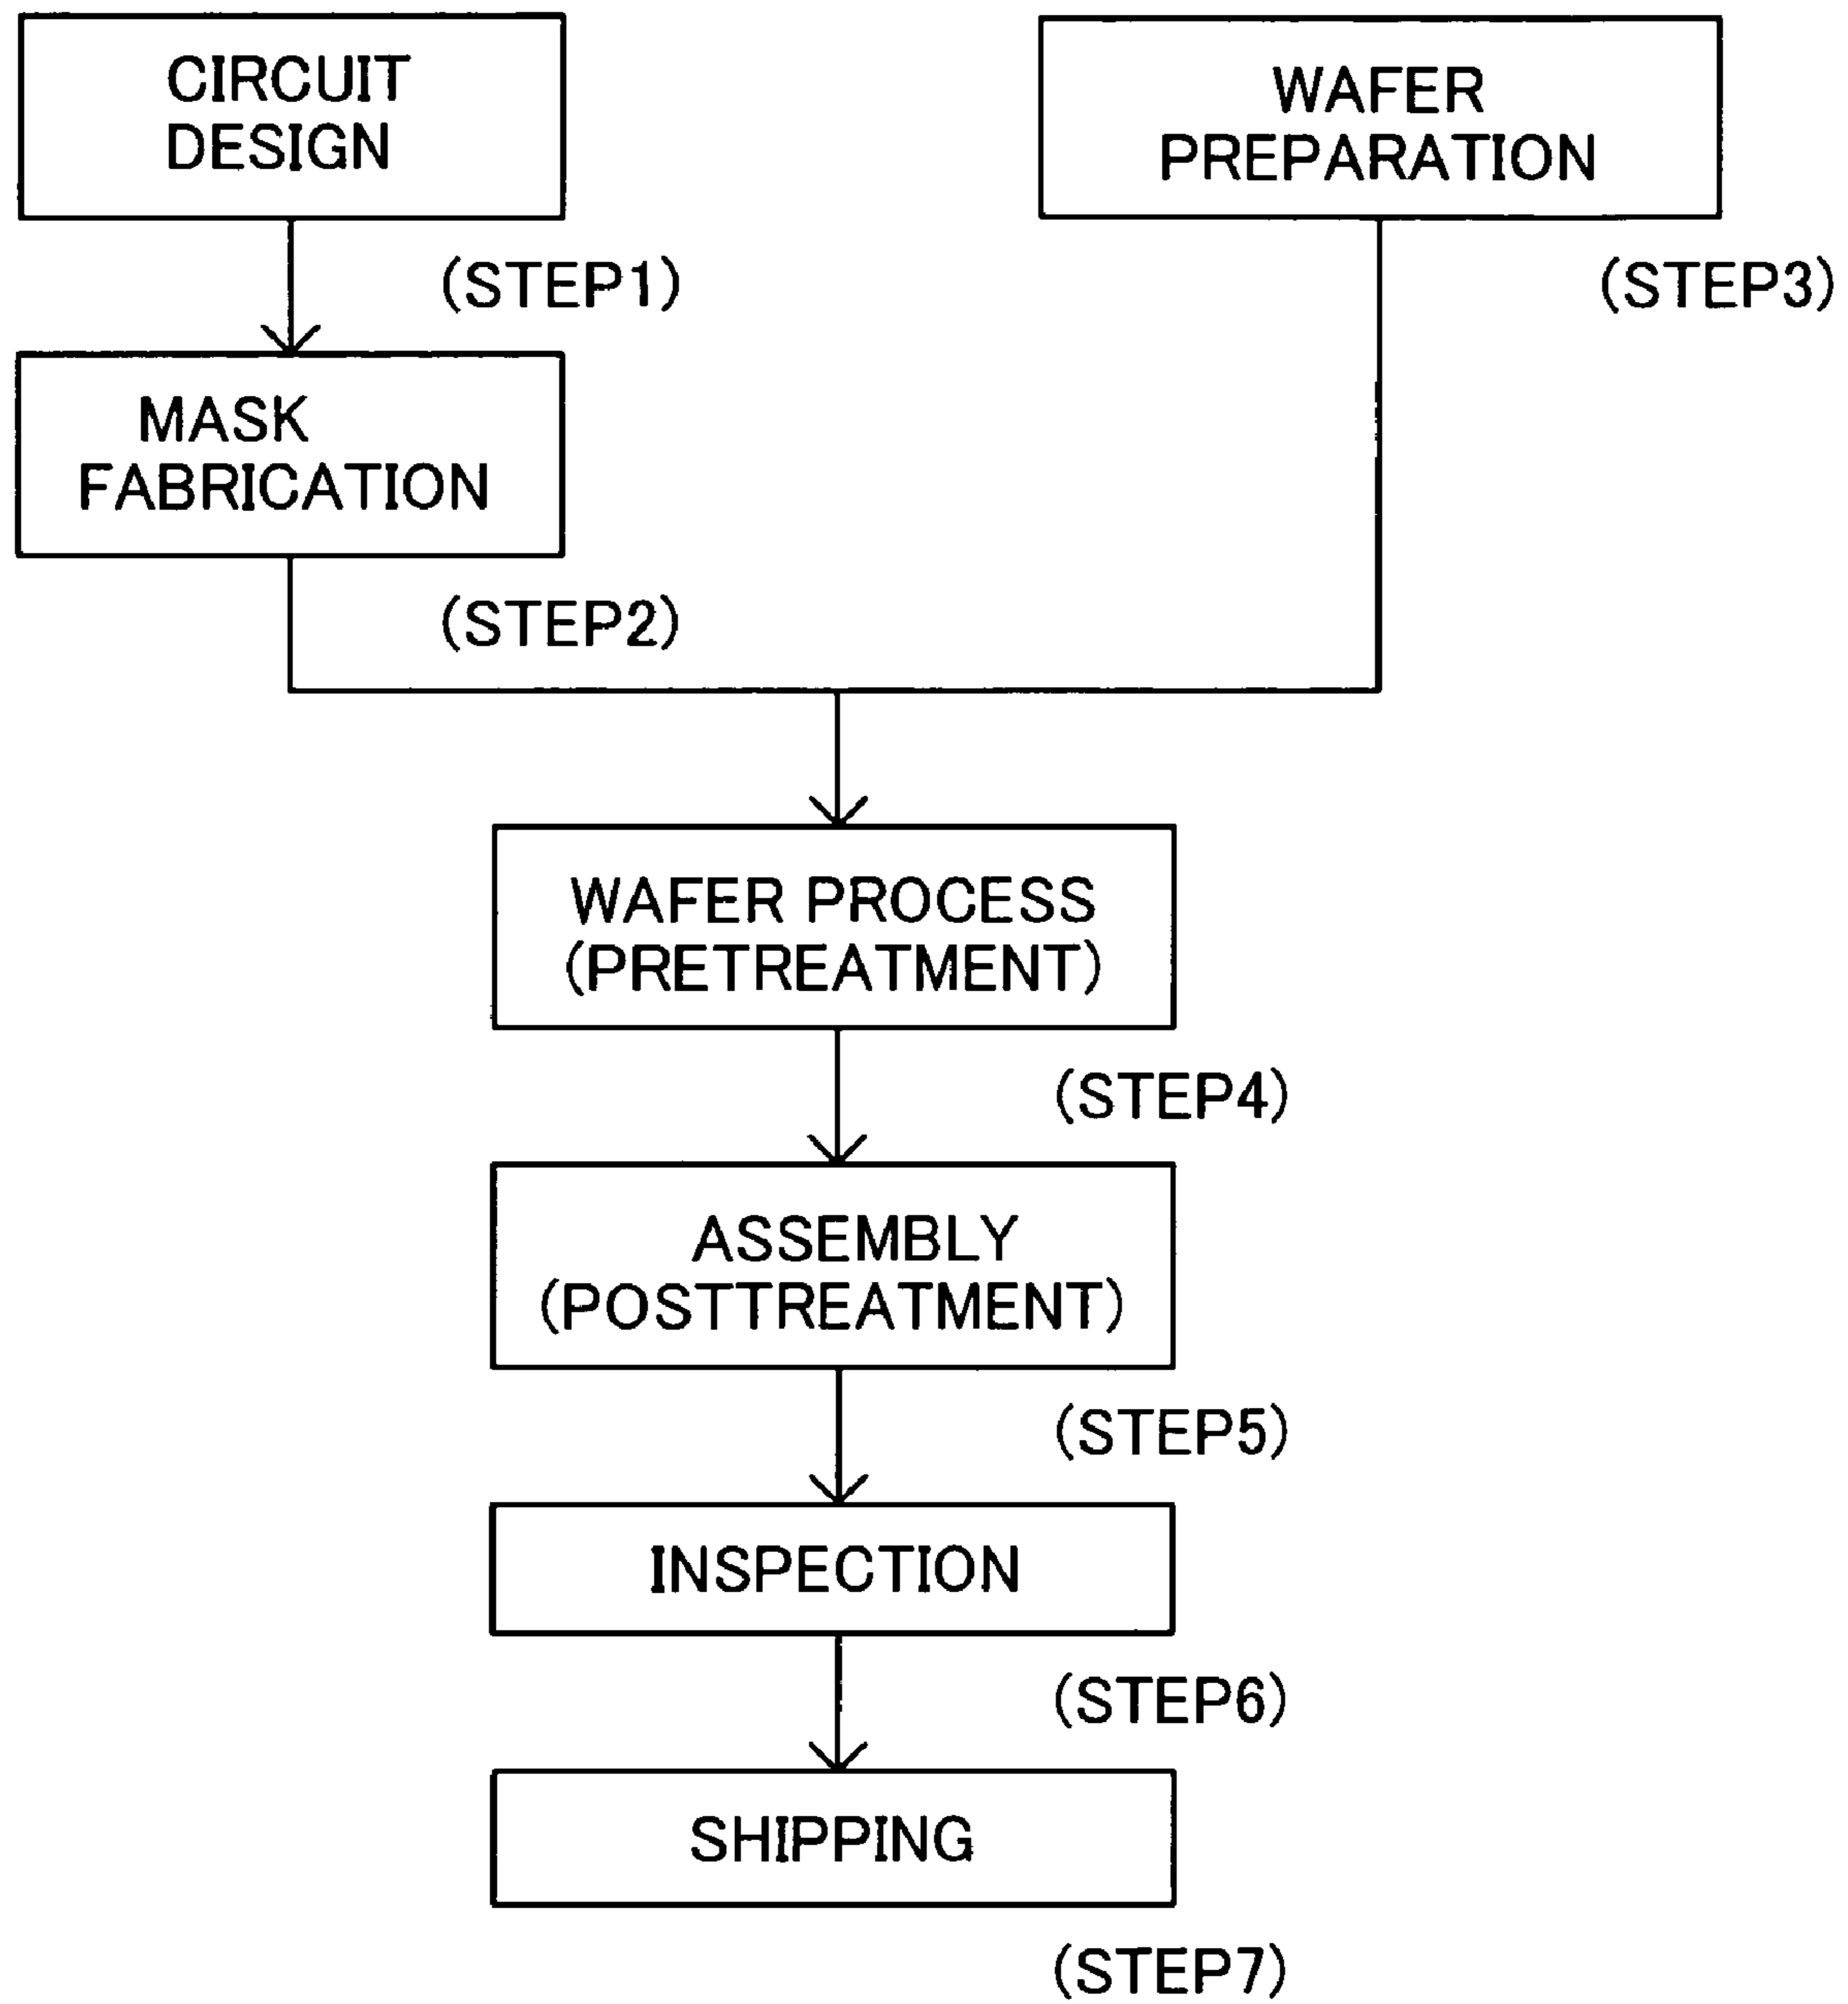 CIRCUIT
DESIGN
(STEP1)
MASK
FABRICATION
(STEP2)
WAFER
PREPARATION
(STEP3)
WAFER PROCESS
(PRETREATMENT)
(STEP4)
ASSEMBLY
(POSTTREATMENT)
(STEP5)
INSPECTION
(STEP6)
SHIPPING
(STEP7)